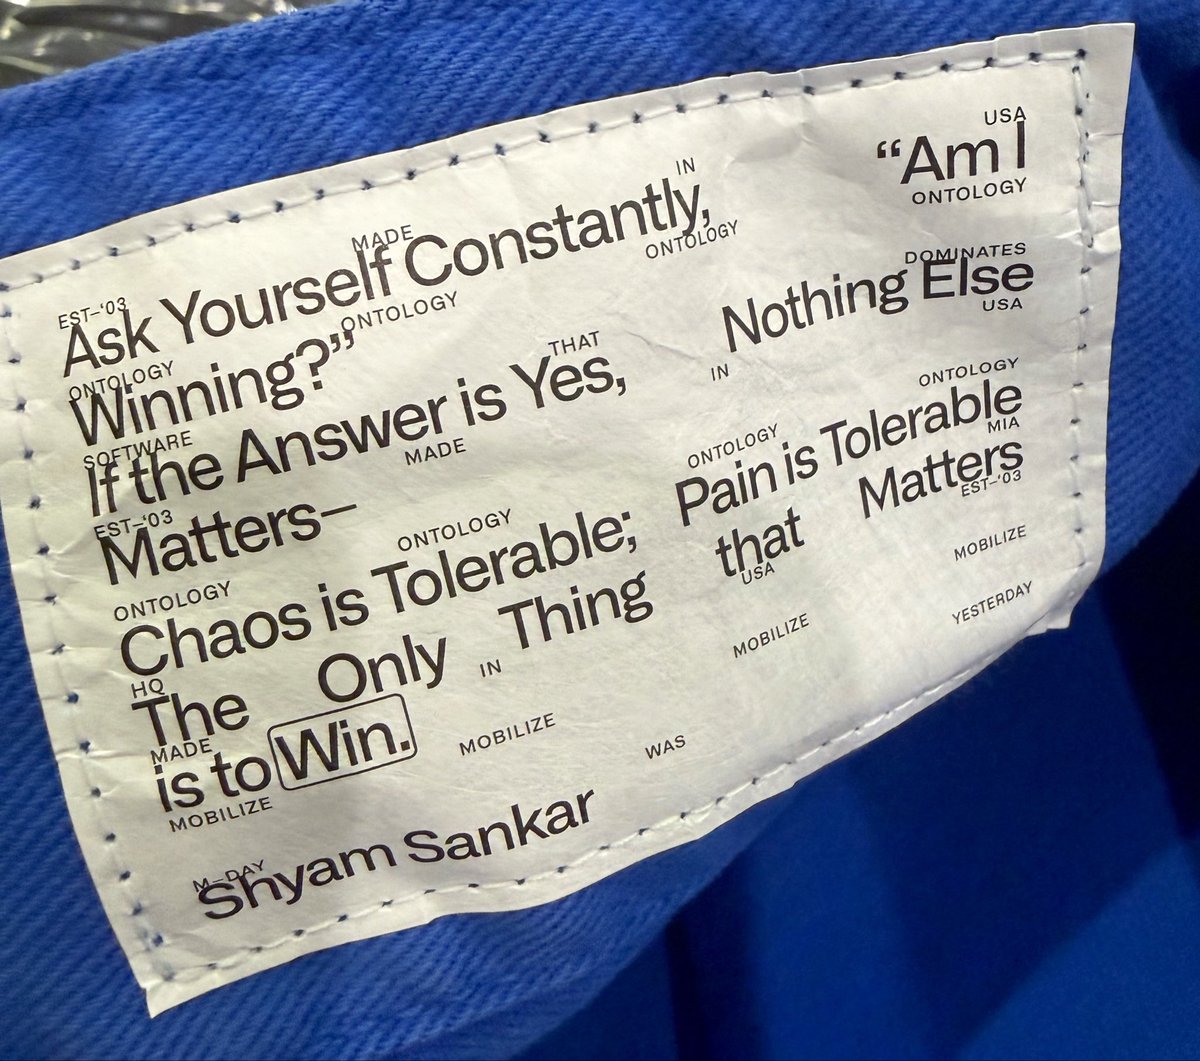 USA
IN
Ask Yourself Constantly, “Am I
MADE
ONTOLOGY
ONTOLOGY
EST–‘03
ONTOLOGY
Winning?”
ONTOLOGY
DOMINATES
THAT
If the Answer is Yes, Nothing Else
SOFTWARE
MADE
IN
USA
EST–‘03
Matters—
ONTOLOGY
ONTOLOGY
ONTOLOGY
ONTOLOGY
Chaos is Tolerable; Pain is Tolerable
MIA
HQ
The Only Thing that Matters
IN
USA
EST–‘03
MADE
is to Win.
MOBILIZE
MOBILIZE
MOBILIZE
MOBILIZE
WAS
YESTERDAY
M–DAY
Shyam Sankar